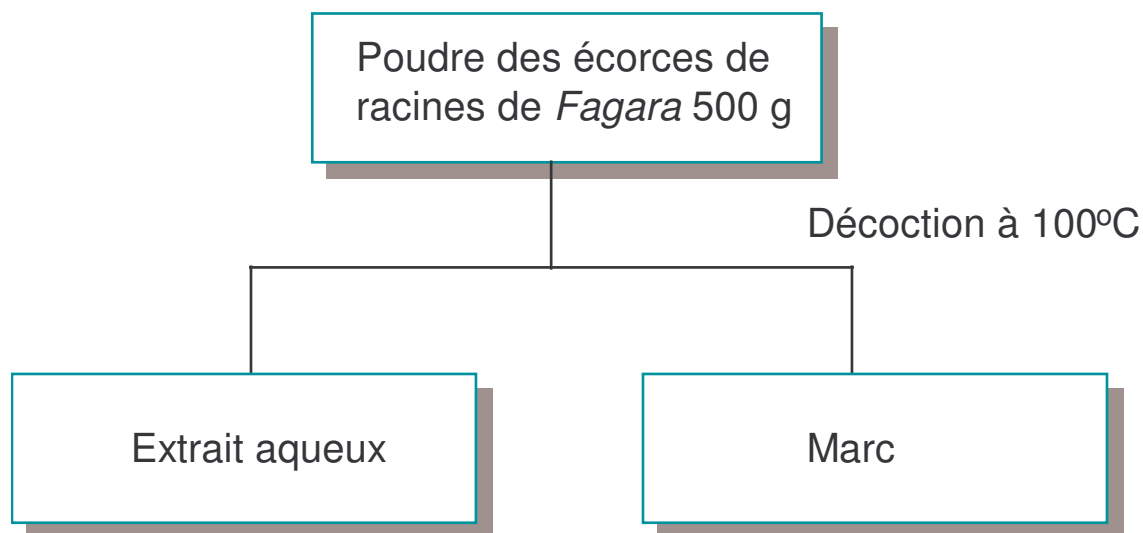 Poudre des écorces de
racines de Fagara 500 g
Décoction à 100ºC
Extrait aqueux
Marc